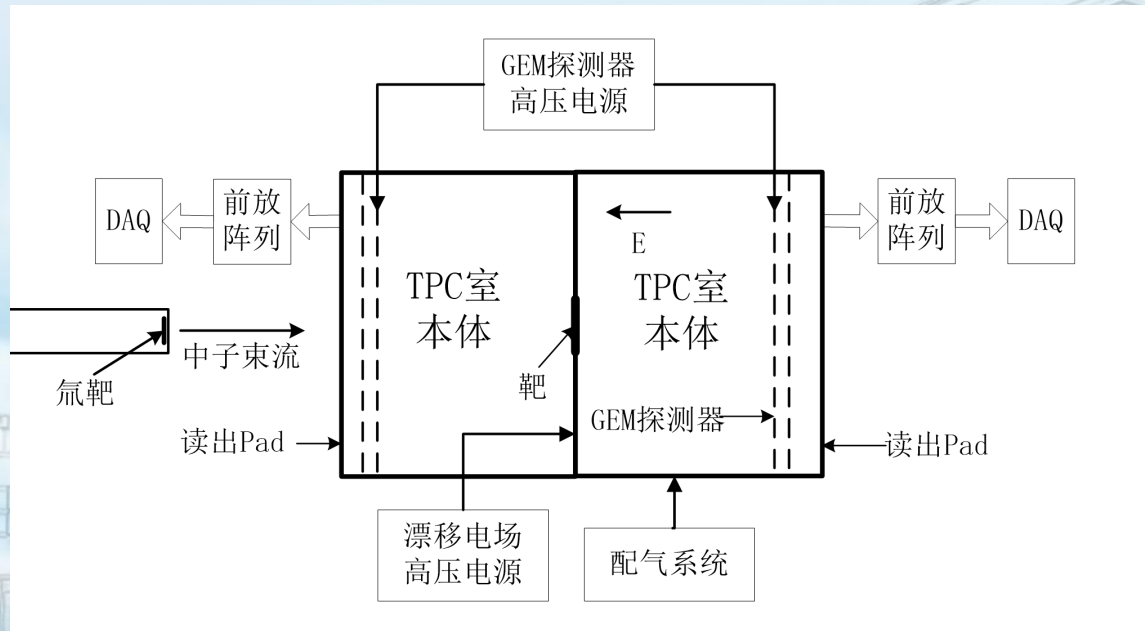 GEM探测器
高压电源
DAQ
前放
阵列
E
前放
阵列
DAQ
TPC室
本体
TPC室
本体
中子束流
氚靶
靶
GEM探测器
读出Pad
读出Pad
漂移电场
高压电源
配气系统